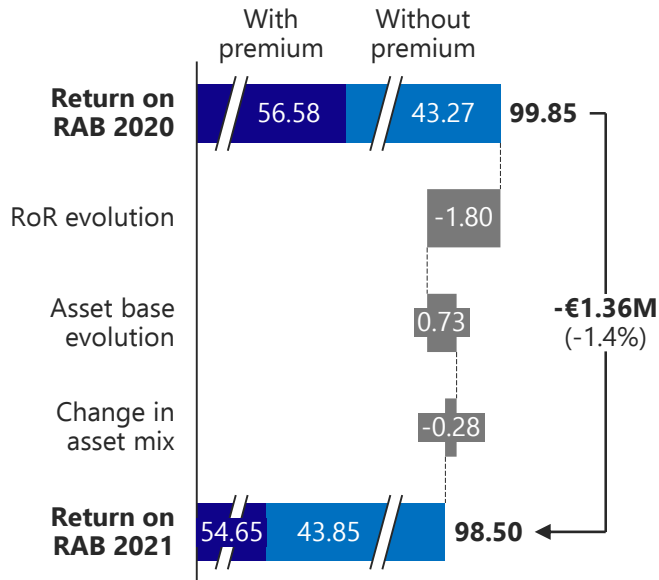 With
premium
Without
premium
Return on
RAB 2020
56.58
43.27
99.85
RoR evolution
-1.80
Asset base
evolution
0.73
-€1.36M
(-1.4%)
Change in
asset mix
-0.28
Return on
RAB 2021
54.65
43.85
98.50